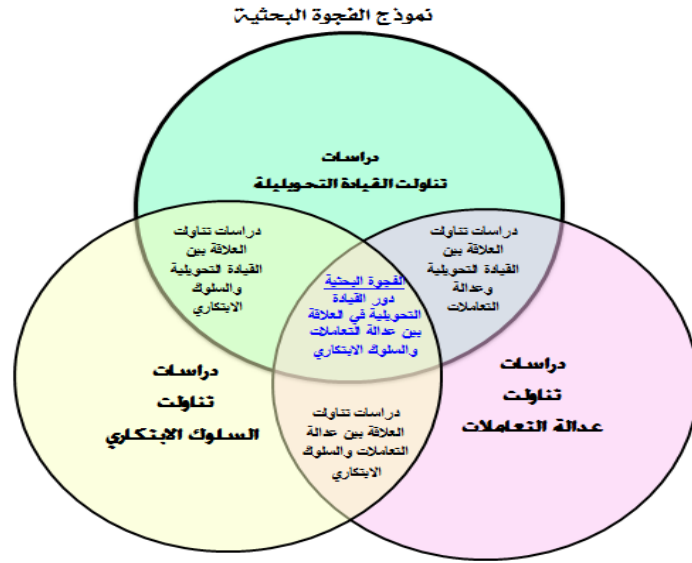 نموذج الفجوة البحثية
دراسات
تناولت القيادة التحويليلة
دراسات تناولت
العلاقة بين
القيادة التحويلية
والسلوك
الابتكاري
دراسات تناولت
العلاقة بين
القيادة التحويلية
وعدالة
التعاملات
الفجوة البحثية
دور القيادة
التحويلية في العلاقة
بين عدالة التعاملات
والسلوك الابتكاري
دراسات
تناولت
السلوك الابتكاري
دراسات
تناولت
عدالة التعاملات
دراسات تناولت
العلاقة بين عدالة
التعاملات والسلوك
الابتكاري